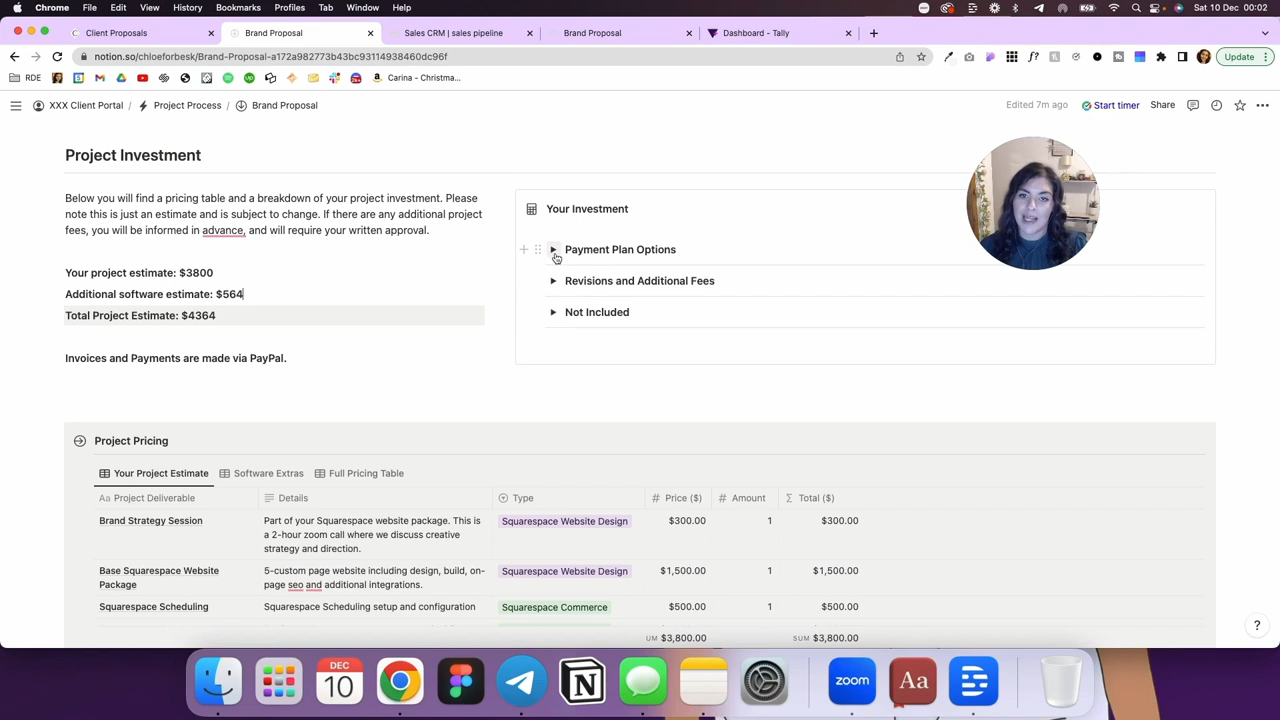 Chrome File Edit View History Bookmarks Profiles Tab Window Help Sat 10 Dec 00:02
Client Proposals Brand Proposal Sales CRM | sales pipeline Brand Proposal Dashboard - Tally
notion.so/chloeforbesk/Brand-Proposal-a172a982773b43bc93114938460dc96f Update
RDE Carina - Christma...
XXX Client Portal / Project Process / Brand Proposal Edited 7m ago Start timer Share
Project Investment
Below you will find a pricing table and a breakdown of your project investment. Please
note this is just an estimate and is subject to change. If there are any additional project
fees, you will be informed in advance, and will require your written approval.
Your project estimate: $3800
Additional software estimate: $564
Total Project Estimate: $4364
Invoices and Payments are made via PayPal.
Your Investment
Payment Plan Options
Revisions and Additional Fees
Not Included
Project Pricing
Your Project Estimate Software Extras Full Pricing Table
Aa Project Deliverable Details Type # Price ($) # Amount Σ Total ($)
Brand Strategy Session Part of your Squarespace website package. This is Squarespace Website Design $300.00 1 $300.00
a 2-hour zoom call where we discuss creative
strategy and direction.
Base Squarespace Website 5-custom page website including design, build, on- Squarespace Website Design $1,500.00 1 $1,500.00
Package page seo and additional integrations.
Squarespace Scheduling Squarespace Scheduling setup and configuration Squarespace Commerce $500.00 1 $500.00
UM $3,800.00 SUM $3,800.00
?
DEC
10
zoom
Aa